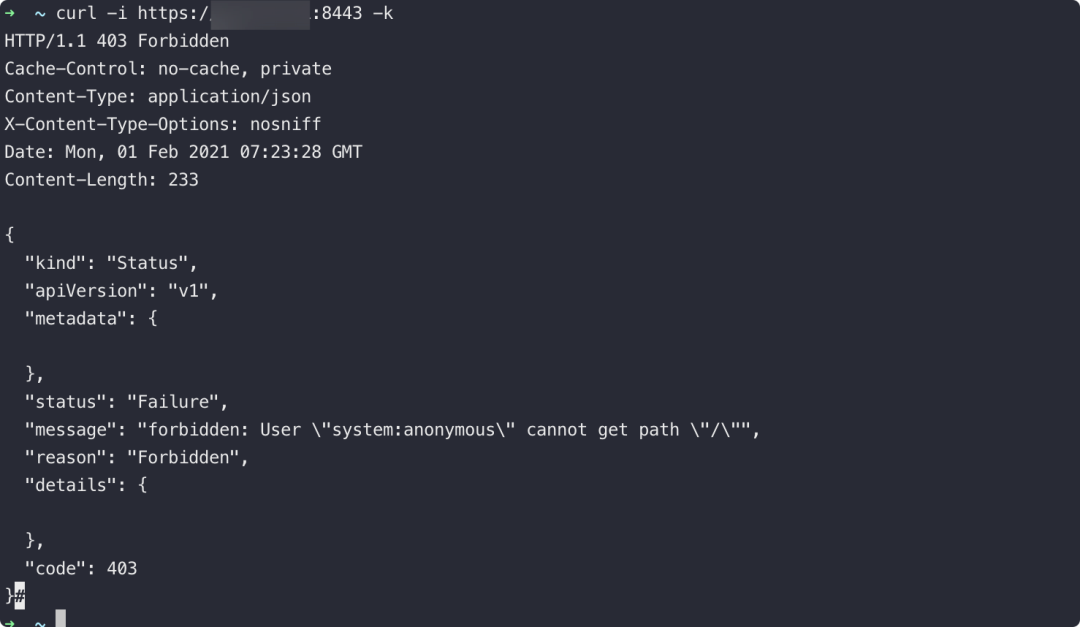 → ~ curl -i https:/ :8443 -k
HTTP/1.1 403 Forbidden
Cache-Control: no-cache, private
Content-Type: application/json
X-Content-Type-Options: nosniff
Date: Mon, 01 Feb 2021 07:23:28 GMT
Content-Length: 233
{
"kind": "Status",
"apiVersion": "v1",
"metadata": {
},
"status": "Failure",
"message": "forbidden: User \"system:anonymous\" cannot get path \"/\"",
"reason": "Forbidden",
"details": {
},
"code": 403
}#
→ ~